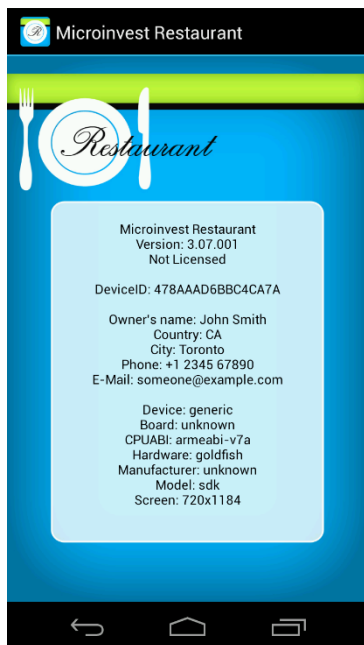 Microinvest Restaurant
Restaurant
Microinvest Restaurant
Version: 3.07.001
Not Licensed
DeviceID: 478AAAD6BBC4CA7A
Owner's name: John Smith
Country: CA
City: Toronto
Phone: +1 2345 67890
E-Mail: someone@example.com
Device: generic
Board: unknown
CPUABI: armeabi-v7a
Hardware: goldfish
Manufacturer: unknown
Model: sdk
Screen: 720x1184